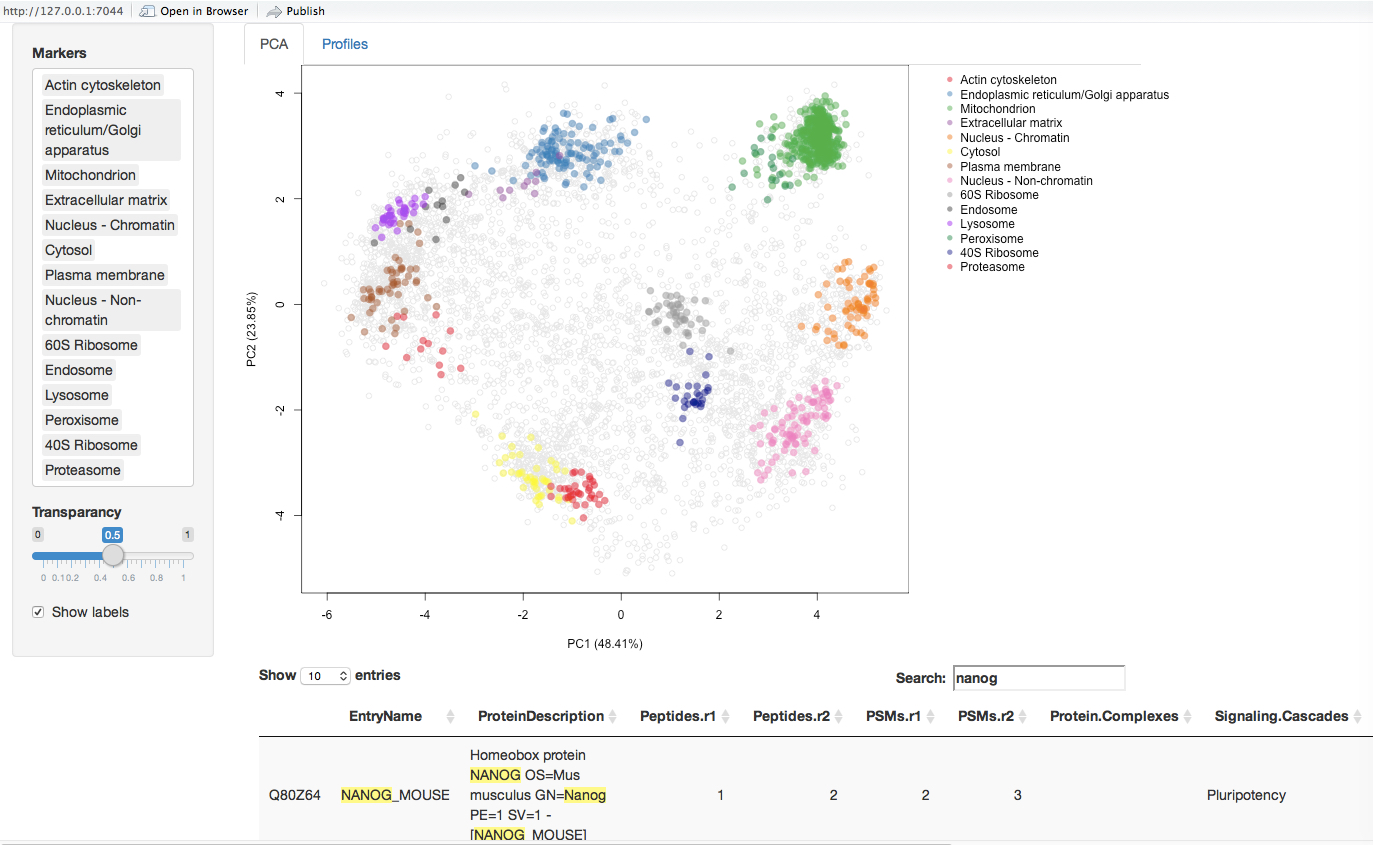 http://127.0.0.1:7044 Open in Browser Publish
Markers
Actin cytoskeleton
Endoplasmic
reticulum/Golgi
apparatus
Mitochondrion
Extracellular matrix
Nucleus - Chromatin
Cytosol
Plasma membrane
Nucleus - Non-
chromatin
60S Ribosome
Endosome
Lysosome
Peroxisome
40S Ribosome
Proteasome
Transparancy
0 0.5 1
0 0.1 0.2 0.4 0.6 0.8 1
Show labels
PCA Profiles
PC2 (23.85%)
4
2
0
-2
-4
-6 -4 -2 0 2 4
PC1 (48.41%)
Actin cytoskeleton
Endoplasmic reticulum/Golgi apparatus
Mitochondrion
Extracellular matrix
Nucleus - Chromatin
Cytosol
Plasma membrane
Nucleus - Non-chromatin
60S Ribosome
Endosome
Lysosome
Peroxisome
40S Ribosome
Proteasome
Show 10 entries
Search: nanog
EntryName ProteinDescription Peptides.r1 Peptides.r2 PSMs.r1 PSMs.r2 Protein.Complexes Signaling.Cascades
Homeobox protein
NANOG OS=Mus
Q80Z64 NANOG_MOUSE musculus GN=Nanog 1 2 2 3 Pluripotency
PE=1 SV=1 -
[NANOG_MOUSE]